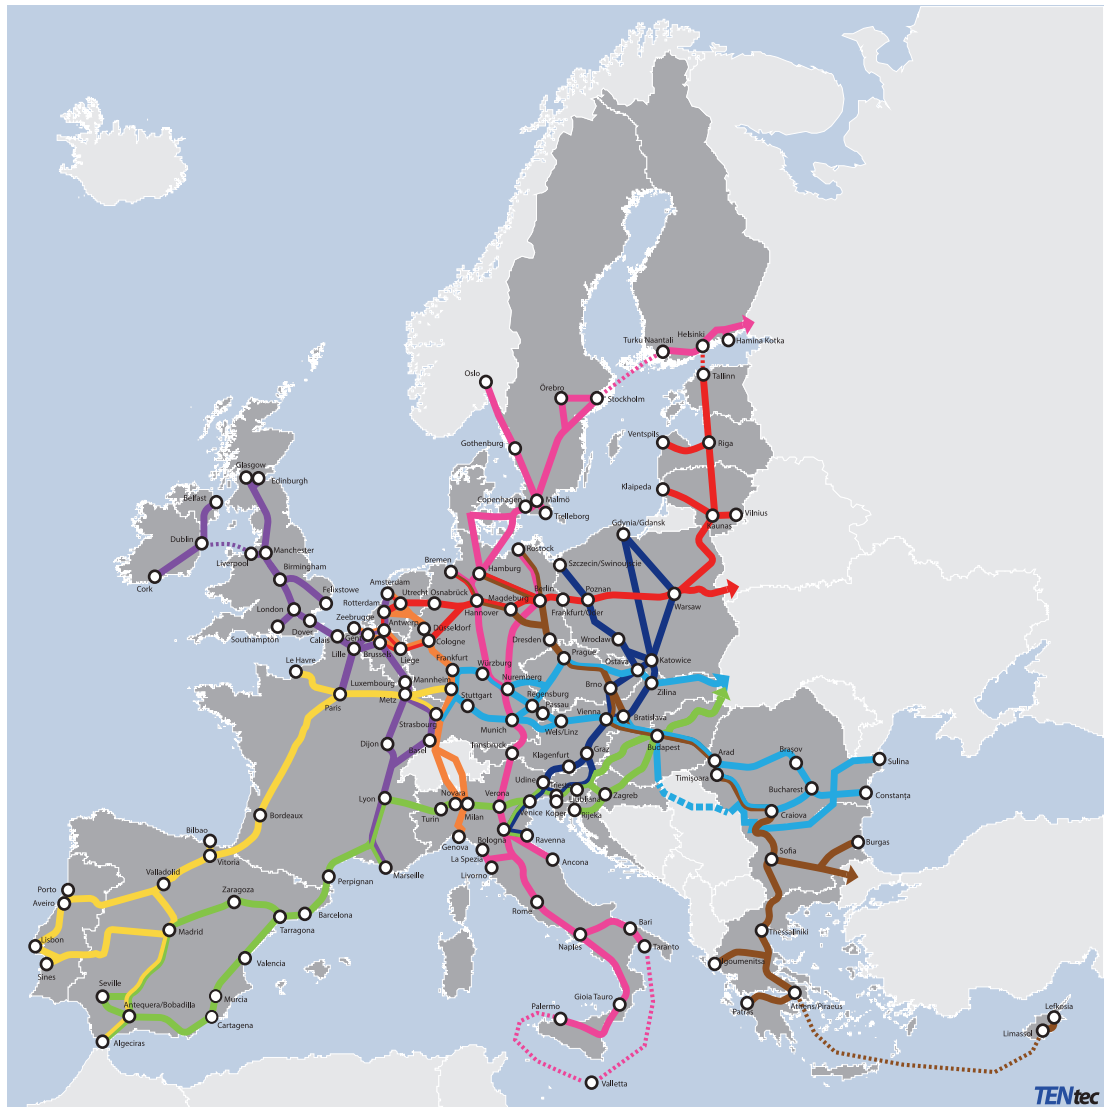 Helsinki
Turku Naantali
Hamina Kotka
Oslo
Tallinn
Örebro
Stockholm
Ventspils
Riga
Gothenburg
Glasgow
Edinburgh
Klaipeda
Belfast
Copenhagen
Malmö
Trelleborg
Vilnius
Kaunas
Gdynia/Gdansk
Dublin
Manchester
Liverpool
Rostock
Bremen
Szczecin/Swinoujscie
Birmingham
Hamburg
Cork
Felixstowe
Amsterdam
Utrecht
Osnabrück
Magdeburg
Berlin
Poznan
Warsaw
Rotterdam
London
Hannover
Frankfurt/Oder
Zeebrugge
Dover
Antwerp
Düsseldorf
Southampton
Calais
Gent
Cologne
Dresden
Wroclaw
Lille
Brussels
Liege
Prague
Le Havre
Frankfurt
Würzburg
Ostava
Katowice
Luxembourg
Mannheim
Nuremberg
Brno
Zilina
Paris
Metz
Stuttgart
Regensburg
Passau
Strasbourg
Munich
Wels/Linz
Vienna
Bratislava
Dijon
Basel
Innsbruck
Klagenfurt
Graz
Budapest
Arad
Brașov
Sulina
Timișoara
Udine
Trieste
Ljubljana
Zagreb
Bucharest
Constanța
Lyon
Novara
Verona
Turin
Milan
Venice
Koper
Rijeka
Craiova
Bordeaux
Genova
Bologna
Ravenna
Bilbao
Burgas
La Spezia
Ancona
Sofia
Vitoria
Marseille
Livorno
Valladolid
Perpignan
Porto
Zaragoza
Aveiro
Rome
Barcelona
Tarragona
Madrid
Bari
Thessaloniki
Lisbon
Naples
Taranto
Valencia
Igoumenitsa
Sines
Seville
Murcia
Antequera/Bobadilla
Gioia Tauro
Palermo
Athens/Piraeus
Patras
Lefkosia
Cartagena
Limassol
Algeciras
Valletta
TENtec